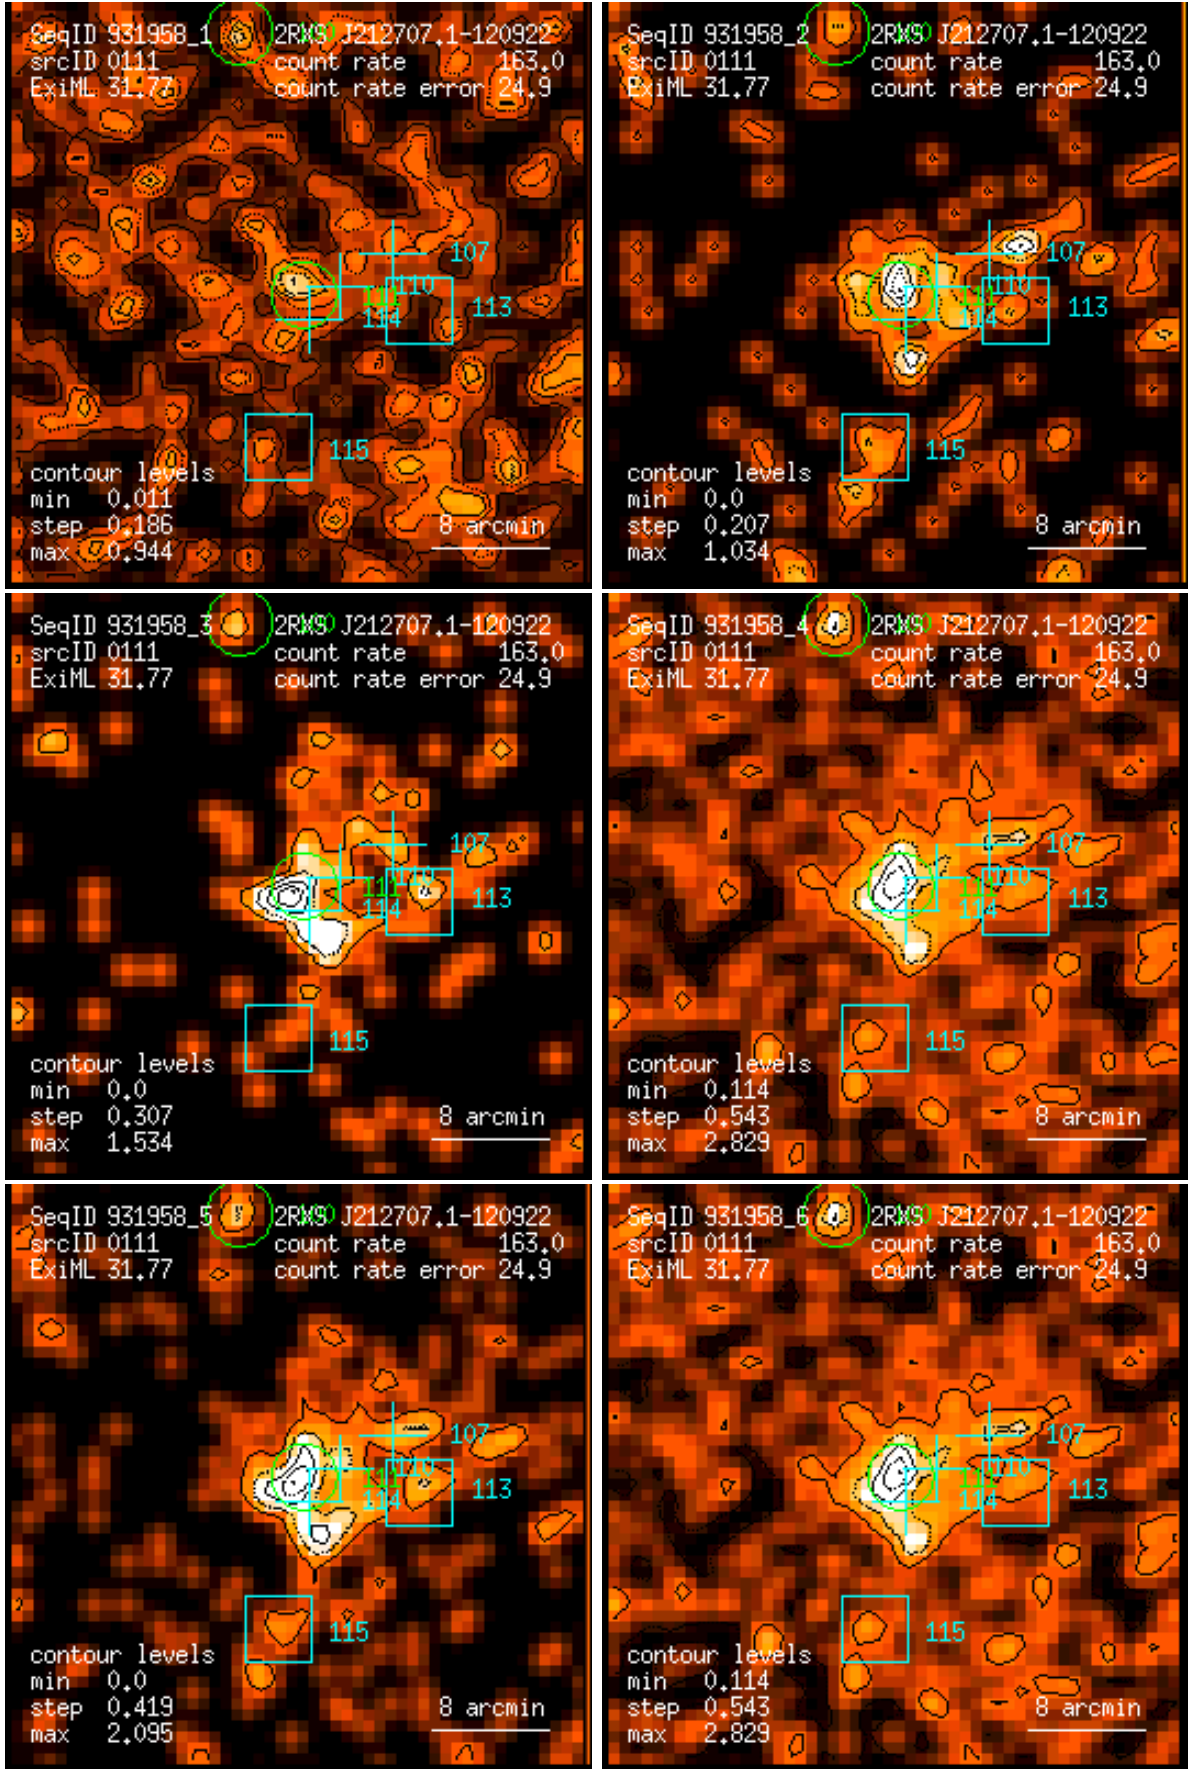 SeqID 931958_1 2RXS J212707.1-120922
srcID 0111 count rate 163.0
ExiML 31.77 count rate error 24.9
107
110
113
114
115
contour levels
min 0.011
step 0.186 8 arcmin
max 0.944
SeqID 931958_2 2RXS J212707.1-120922
srcID 0111 count rate 163.0
ExiML 31.77 count rate error 24.9
107
110
113
114
115
contour levels
min 0.0
step 0.207 8 arcmin
max 1.034
SeqID 931958_3 2RXS J212707.1-120922
srcID 0111 count rate 163.0
ExiML 31.77 count rate error 24.9
107
110
113
114
115
contour levels
min 0.0
step 0.307 8 arcmin
max 1.534
SeqID 931958_4 2RXS J212707.1-120922
srcID 0111 count rate 163.0
ExiML 31.77 count rate error 24.9
107
110
113
114
115
contour levels
min 0.114
step 0.543 8 arcmin
max 2.829
SeqID 931958_5 2RXS J212707.1-120922
srcID 0111 count rate 163.0
ExiML 31.77 count rate error 24.9
107
110
113
114
115
contour levels
min 0.0
step 0.419 8 arcmin
max 2.095
SeqID 931958_6 2RXS J212707.1-120922
srcID 0111 count rate 163.0
ExiML 31.77 count rate error 24.9
107
110
113
114
115
contour levels
min 0.114
step 0.543 8 arcmin
max 2.829